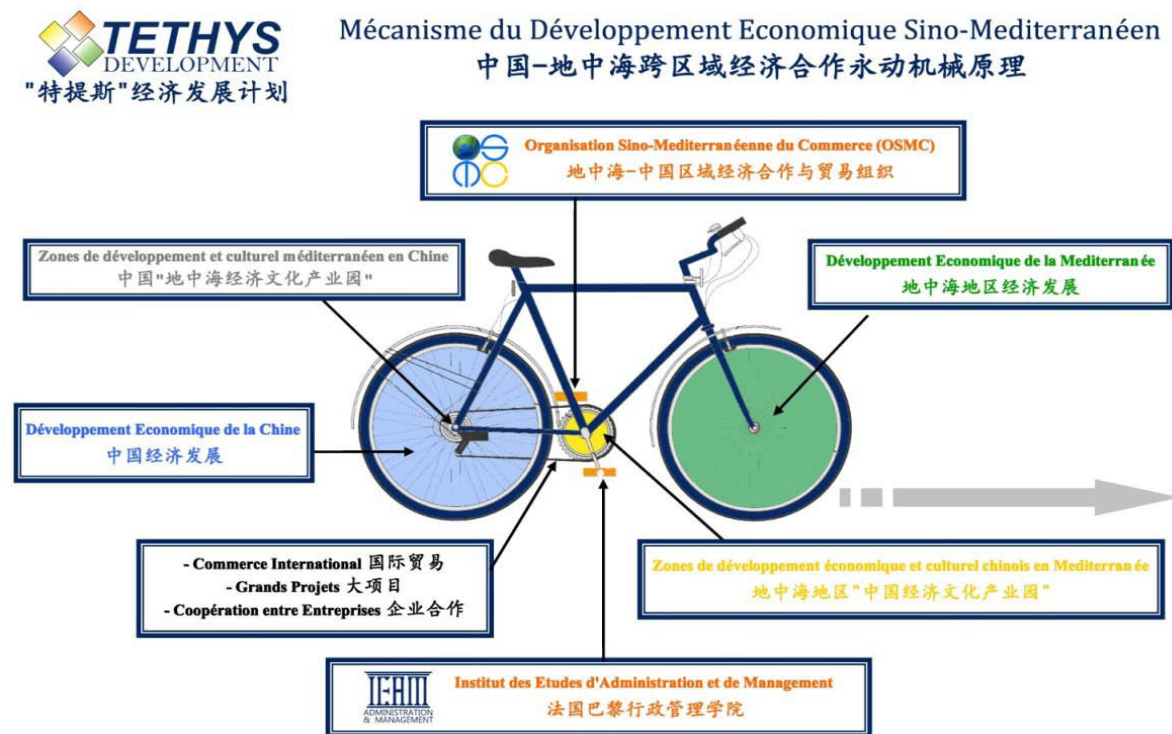 TETHYS
DEVELOPMENT
"特提斯"经济发展计划
Mécanisme du Développement Economique Sino-Mediterranéen
中国-地中海跨区域经济合作永动机械原理
Organisation Sino-Mediterranéenne du Commerce (OSMC)
地中海-中国区域经济合作与贸易组织
Zones de développement et culturel méditerranéen en Chine
中国"地中海经济文化产业园"
Développement Economique de la Mediterranée
地中海地区经济发展
Développement Economique de la Chine
中国经济发展
- Commerce International 国际贸易
- Grands Projets 大项目
- Coopération entre Entreprises 企业合作
Zones de développement économique et culturel chinois en Mediterranée
地中海地区"中国经济文化产业园"
IEAM
ADMINISTRATION
& MANAGEMENT
Institut des Etudes d'Administration et de Management
法国巴黎行政管理学院